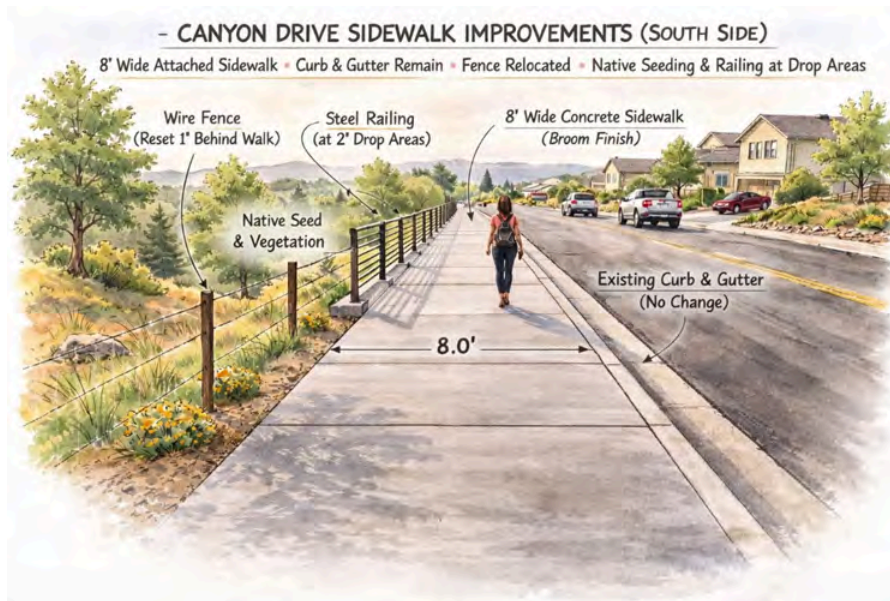 - CANYON DRIVE SIDEWALK IMPROVEMENTS (SOUTH SIDE)
8' Wide Attached Sidewalk • Curb & Gutter Remain • Fence Relocated • Native Seeding & Railing at Drop Areas
Wire Fence
(Reset 1' Behind Walk)
Steel Railing
(at 2' Drop Areas)
8' Wide Concrete Sidewalk
(Broom Finish)
Native Seed
& Vegetation
Existing Curb & Gutter
(No Change)
8.0'